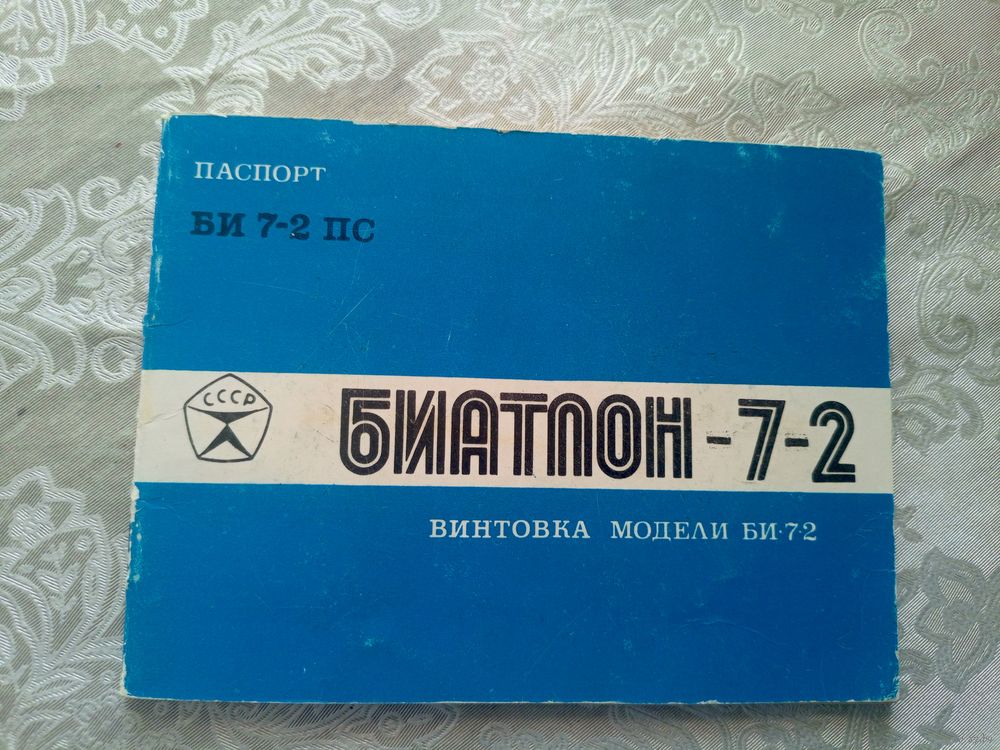 ПАСПОРТ
БИ 7-2 ПС
СССР
БИАТЛОН-7-2
ВИНТОВКА МОДЕЛИ БИ·7·2